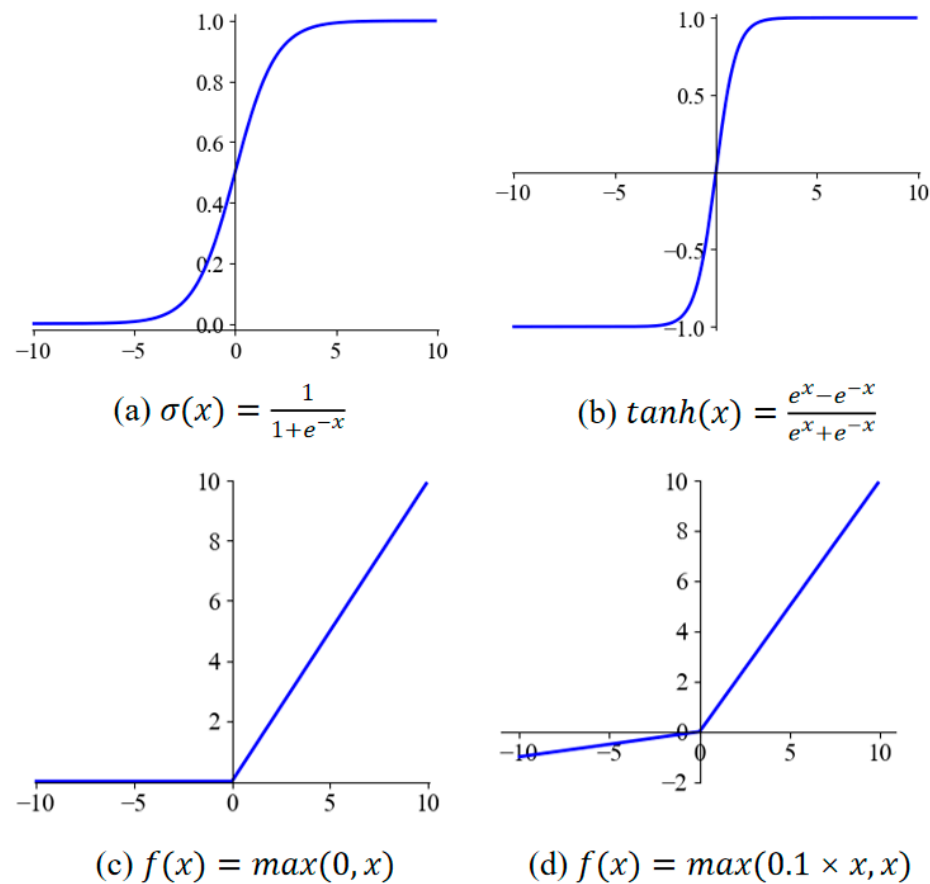 1.0
0.8
0.6
0.4
0.2
0.0
−10 −5 0 5 10
(a) σ(x) = 1/(1+e^{−x})
1.0
0.5
−10 −5 5 10
−0.5
−1.0
(b) tanh(x) = (e^x−e^{−x})/(e^x+e^{−x})
10
8
6
4
2
−10 −5 0 5 10
(c) f(x) = max(0, x)
10
8
6
4
2
0
−10 −5 0 5 10
−2
(d) f(x) = max(0.1 × x, x)